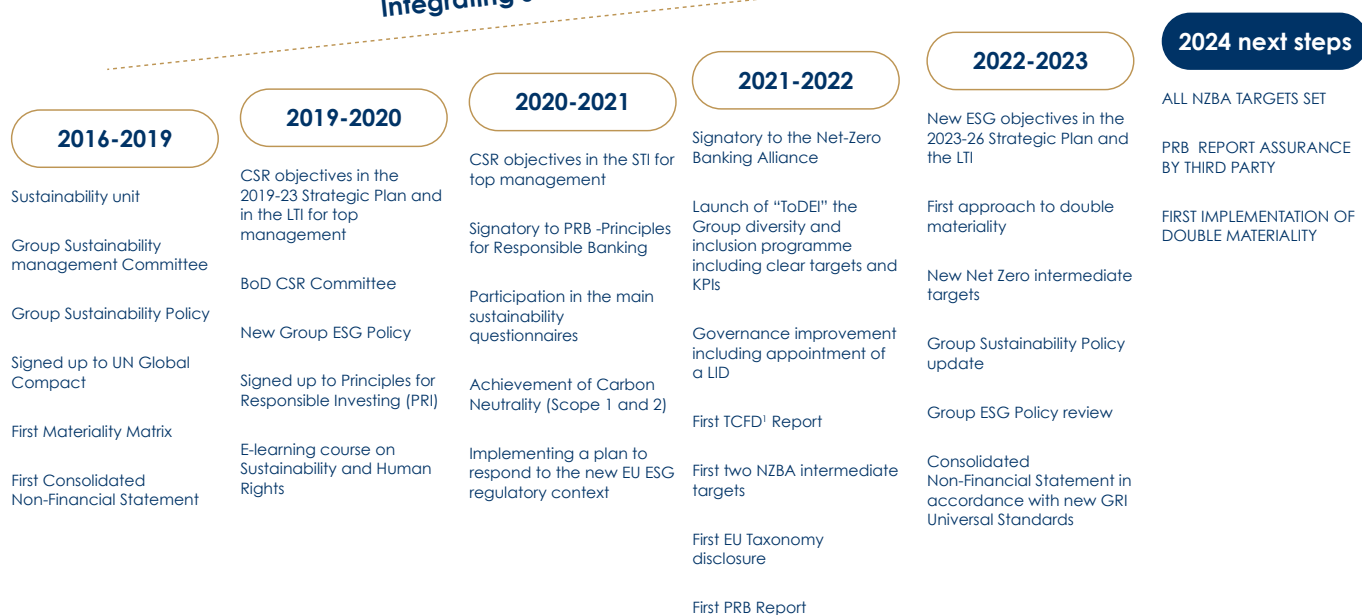 Integrating
2016-2019
Sustainability unit
Group Sustainability
management Committee
Group Sustainability Policy
Signed up to UN Global
Compact
First Materiality Matrix
First Consolidated
Non-Financial Statement
2019-2020
CSR objectives in the
2019-23 Strategic Plan and
in the LTI for top
management
BoD CSR Committee
New Group ESG Policy
Signed up to Principles for
Responsible Investing (PRI)
E-learning course on
Sustainability and Human
Rights
2020-2021
CSR objectives in the STI for
top management
Signatory to PRB -Principles
for Responsible Banking
Participation in the main
sustainability
questionnaires
Achievement of Carbon
Neutrality (Scope 1 and 2)
Implementing a plan to
respond to the new EU ESG
regulatory context
2021-2022
Signatory to the Net-Zero
Banking Alliance
Launch of “ToDEI” the
Group diversity and
inclusion programme
including clear targets and
KPIs
Governance improvement
including appointment of
a LID
First TCFD¹ Report
First two NZBA intermediate
targets
First EU Taxonomy
disclosure
First PRB Report
2022-2023
New ESG objectives in the
2023-26 Strategic Plan and
the LTI
First approach to double
materiality
New Net Zero intermediate
targets
Group Sustainability Policy
update
Group ESG Policy review
Consolidated
Non-Financial Statement in
accordance with new GRI
Universal Standards
2024 next steps
ALL NZBA TARGETS SET
PRB REPORT ASSURANCE
BY THIRD PARTY
FIRST IMPLEMENTATION OF
DOUBLE MATERIALITY